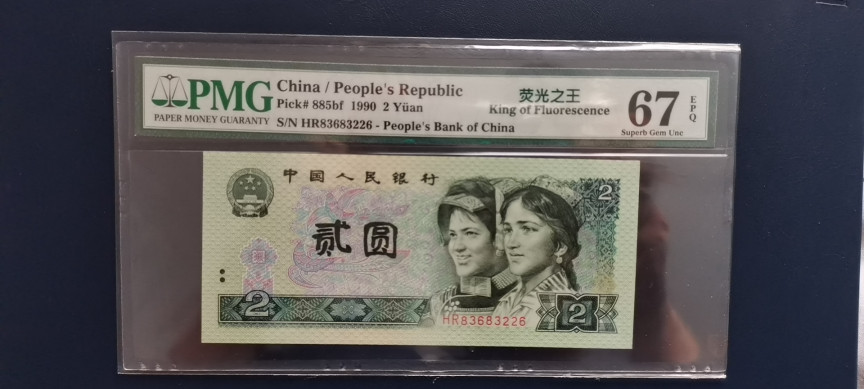 PMG
PAPER MONEY GUARANTY
China / People's Republic
Pick# 885bf 1990 2 Yüan
S/N HR83683226 - People's Bank of China
荧光之王
King of Fluorescence
67
EPQ
Superb Gem Unc
中国人民银行
2
贰圆
2
HR83683226
2